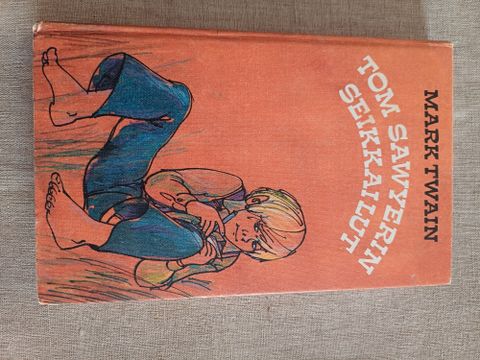 MARK TWAIN
TOM SAWYERIN
SEIKKAILUT